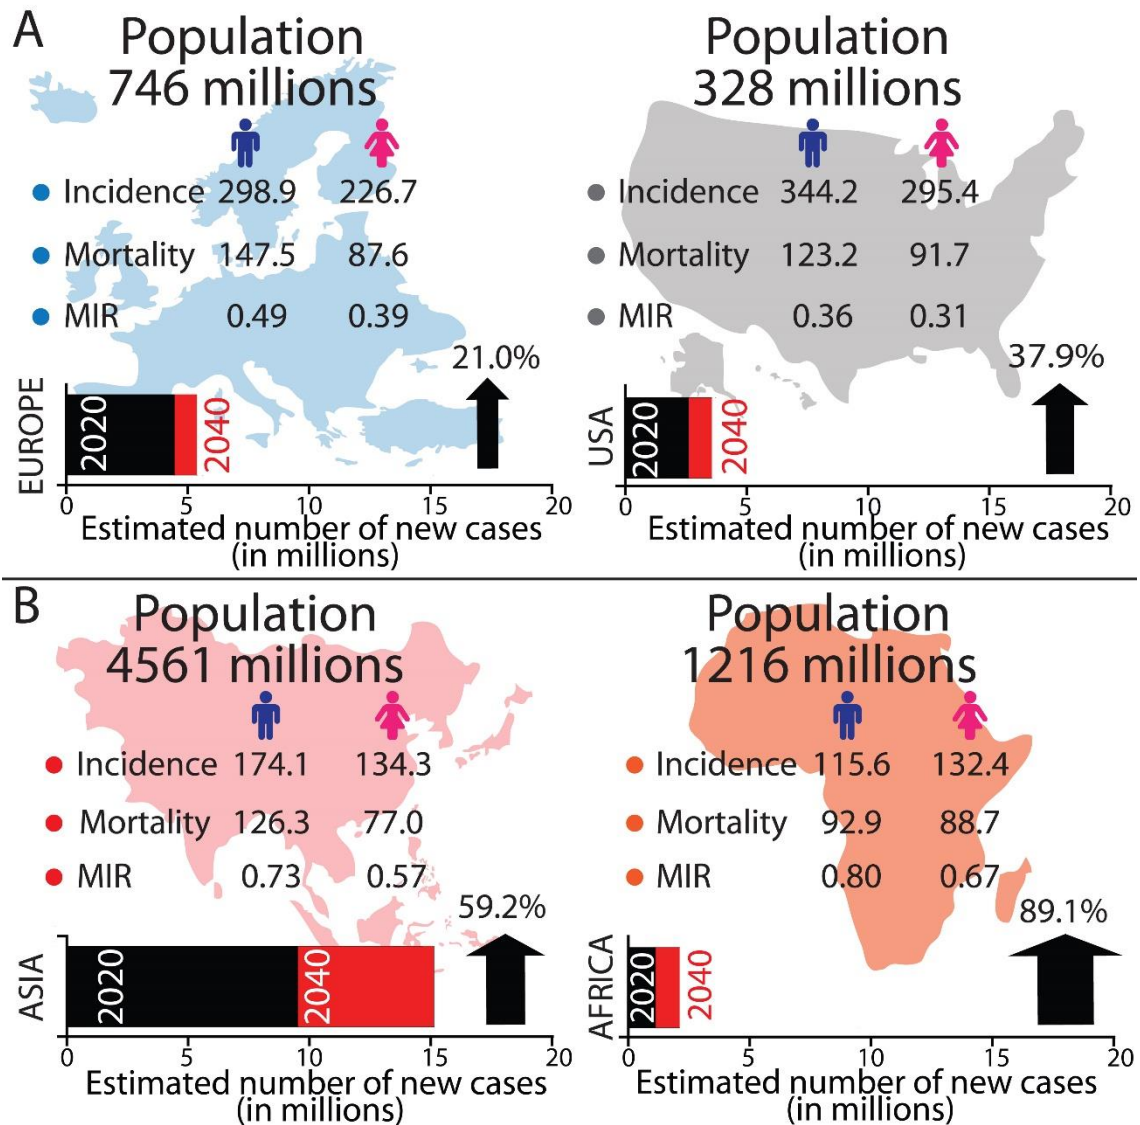 A
Population
746 millions
Incidence 298.9 226.7
Mortality 147.5 87.6
MIR 0.49 0.39
21.0%
EUROPE
2020
2040
0 5 10 15 20
Estimated number of new cases
(in millions)
Population
328 millions
Incidence 344.2 295.4
Mortality 123.2 91.7
MIR 0.36 0.31
37.9%
USA
2020
2040
0 5 10 15 20
Estimated number of new cases
(in millions)
B
Population
4561 millions
Incidence 174.1 134.3
Mortality 126.3 77.0
MIR 0.73 0.57
59.2%
ASIA
2020
2040
0 5 10 15 20
Estimated number of new cases
(in millions)
Population
1216 millions
Incidence 115.6 132.4
Mortality 92.9 88.7
MIR 0.80 0.67
89.1%
AFRICA
2020
2040
0 5 10 15 20
Estimated number of new cases
(in millions)